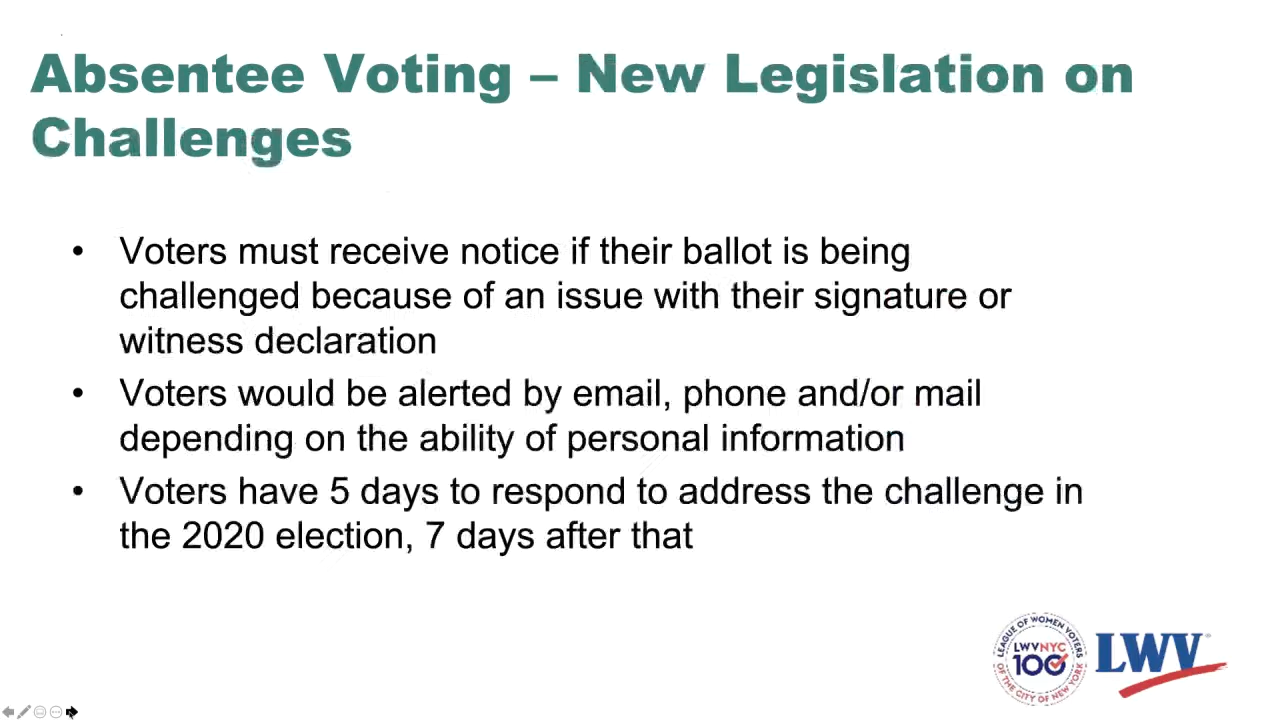 Absentee Voting – New Legislation on
Challenges
• Voters must receive notice if their ballot is being
challenged because of an issue with their signature or
witness declaration
• Voters would be alerted by email, phone and/or mail
depending on the ability of personal information
• Voters have 5 days to respond to address the challenge in
the 2020 election, 7 days after that
LEAGUE OF WOMEN VOTERS
LWVNYC
100
OF THE CITY OF NEW YORK
LWV